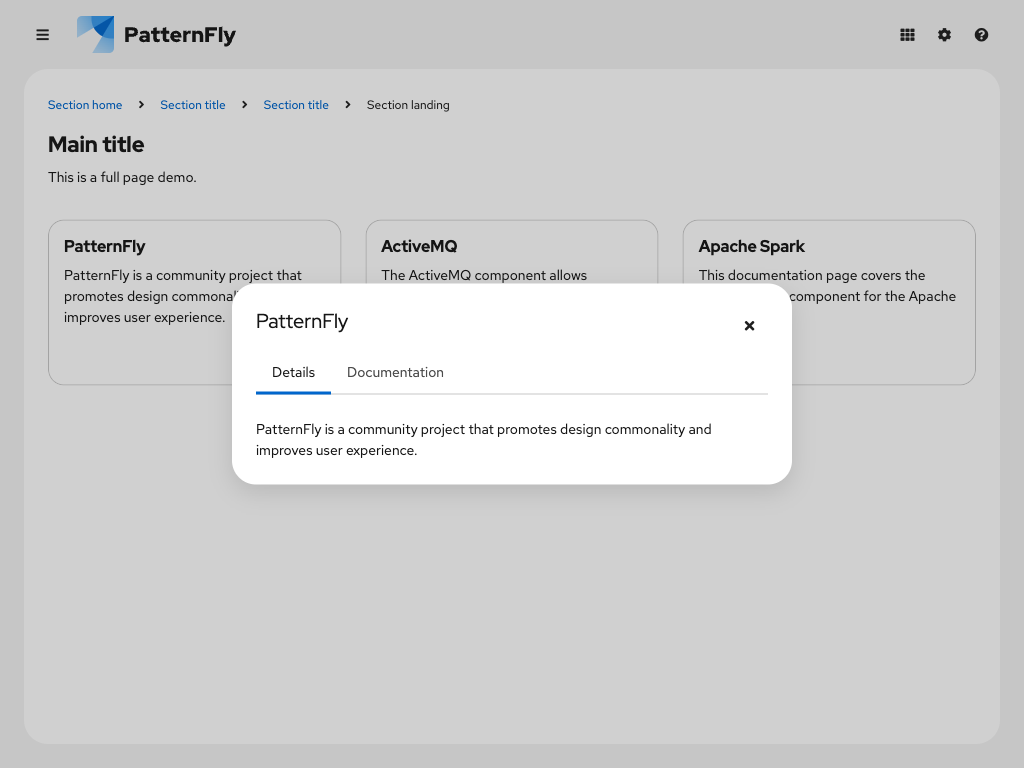 PatternFly
Section home
Section title
Section title
Section landing
Main title
This is a full page demo.
PatternFly
PatternFly is a community project that
promotes design
improves user experience.
ActiveMQ
The ActiveMQ component allows
Apache Spark
This documentation page covers the
component for the Apache
PatternFly
Details
Documentation
PatternFly is a community project that promotes design commonality and
improves user experience.